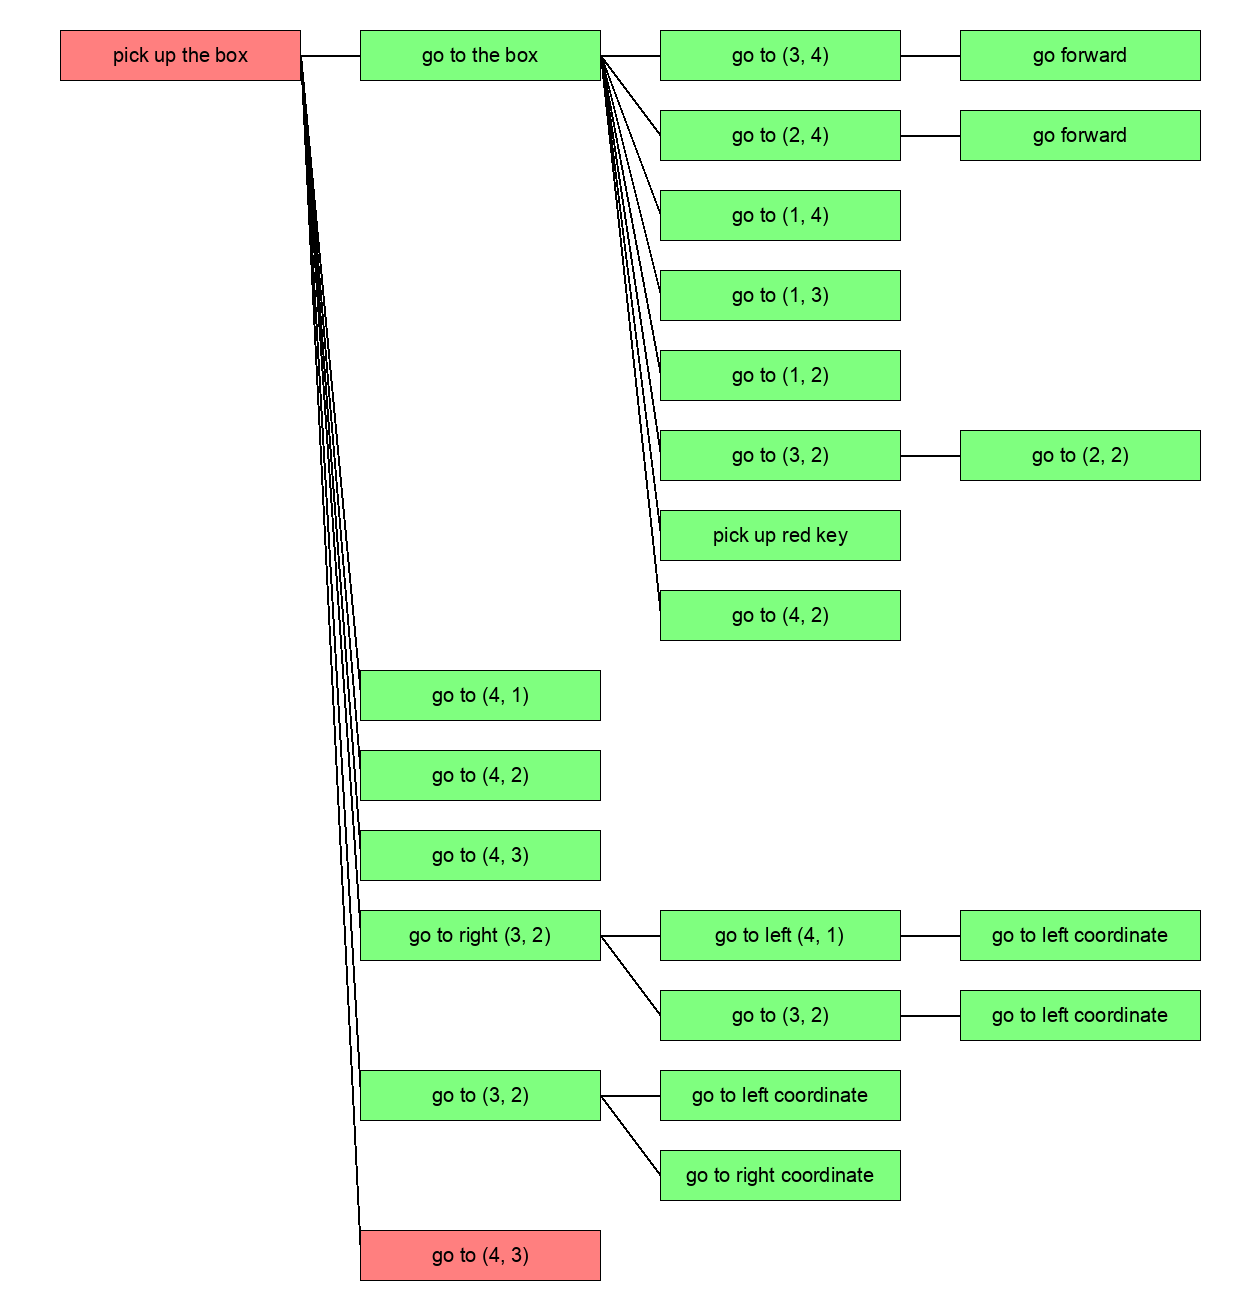 pick up the box
go to the box
go to (3, 4)
go forward
go to (2, 4)
go forward
go to (1, 4)
go to (1, 3)
go to (1, 2)
go to (3, 2)
go to (2, 2)
pick up red key
go to (4, 2)
go to (4, 1)
go to (4, 2)
go to (4, 3)
go to right (3, 2)
go to left (4, 1)
go to left coordinate
go to (3, 2)
go to left coordinate
go to (3, 2)
go to left coordinate
go to right coordinate
go to (4, 3)